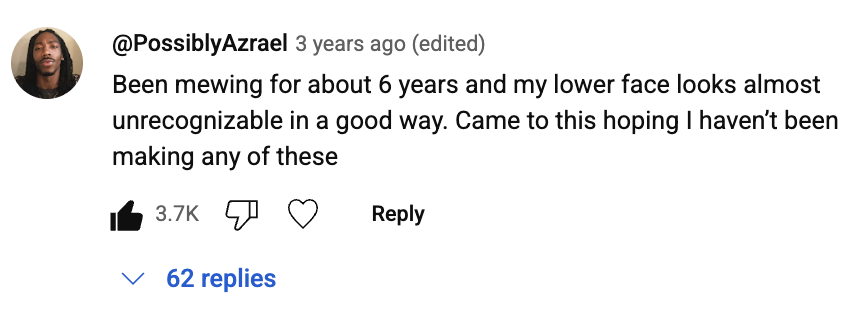 @PossiblyAzrael 3 years ago (edited)
Been mewing for about 6 years and my lower face looks almost
unrecognizable in a good way. Came to this hoping I haven’t been
making any of these
3.7K Reply
62 replies